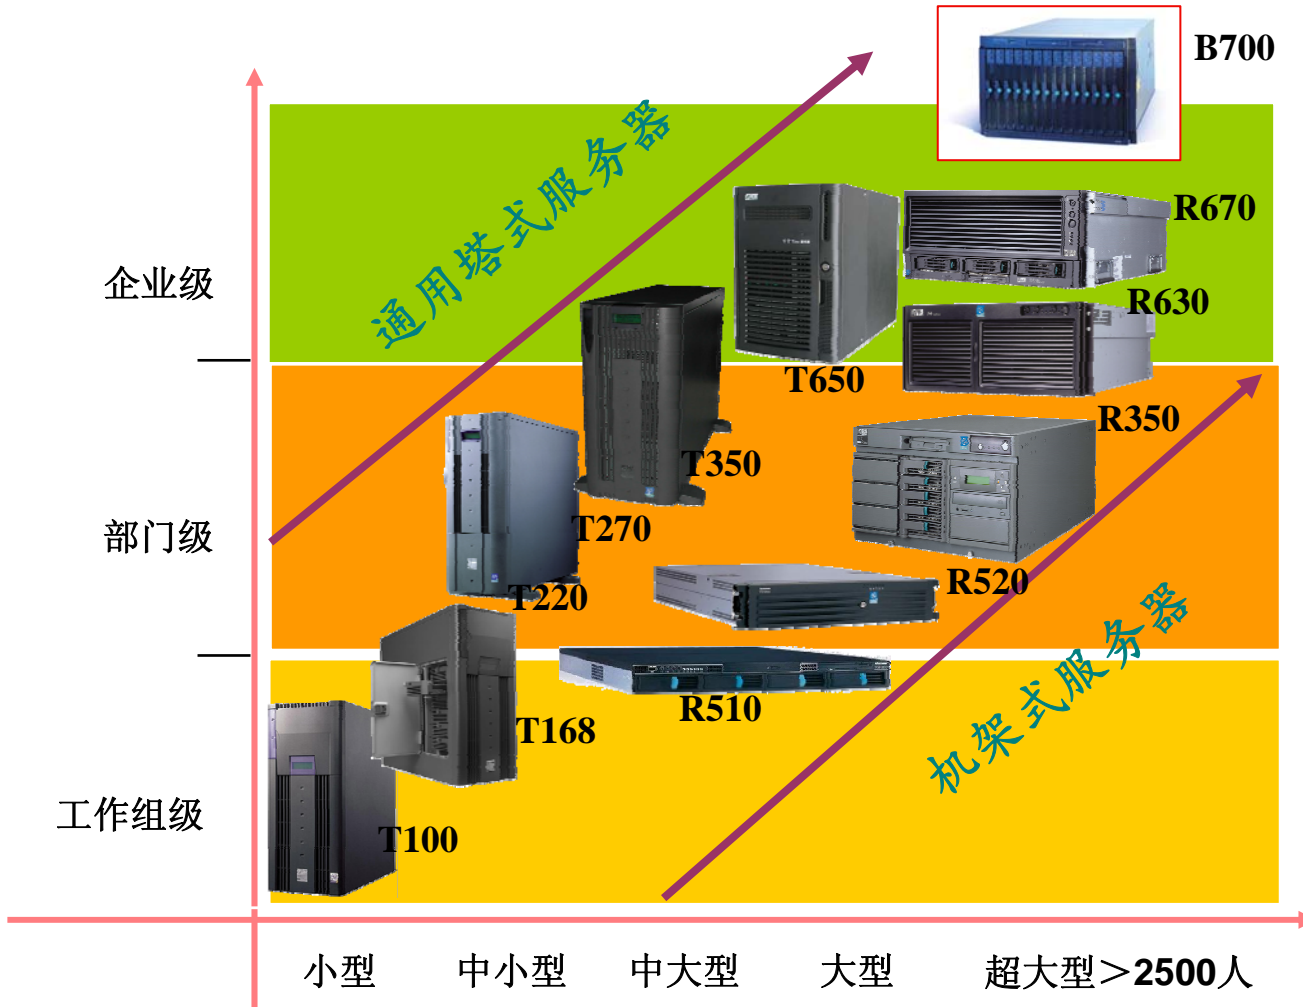 B700
通用塔式服务器
R670
企业级
R630
T650
R350
T350
部门级
T270
R520
T220
机架式服务器
R510
T168
工作组级
T100
小型
中小型
中大型
大型
超大型＞2500人